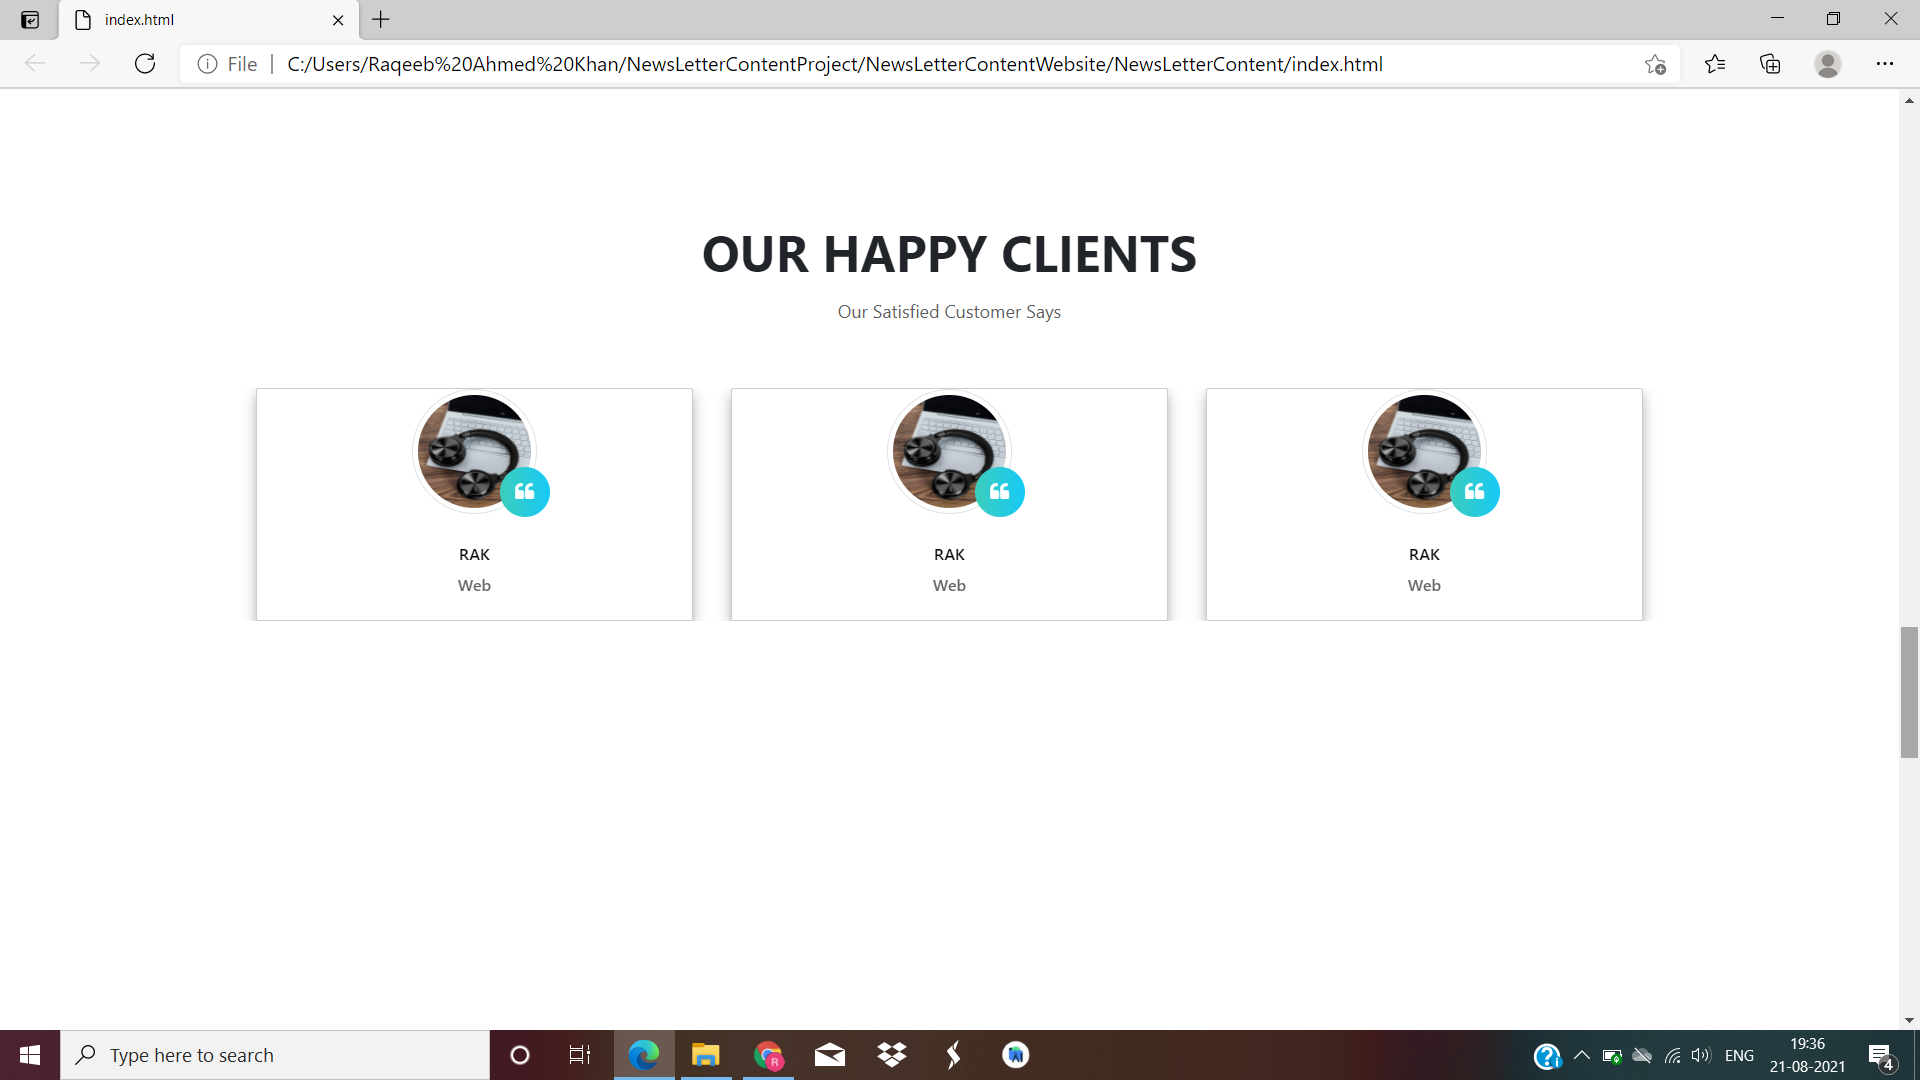 index.html
File | C:/Users/Raqeeb%20Ahmed%20Khan/NewsLetterContentProject/NewsLetterContentWebsite/NewsLetterContent/index.html
OUR HAPPY CLIENTS
Our Satisfied Customer Says
RAK
Web
RAK
Web
RAK
Web
Type here to search
R
ENG
19:36
21-08-2021
4